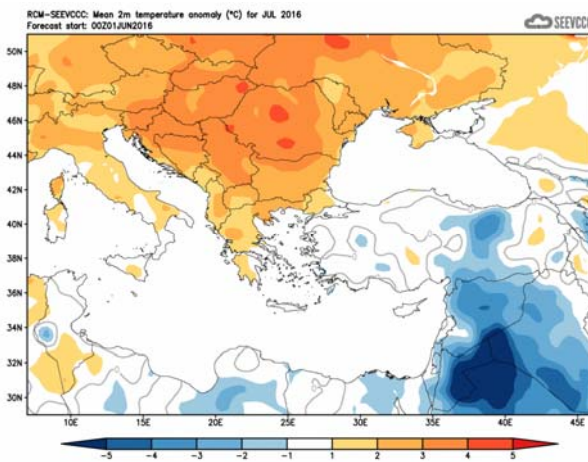 RCM-SEEVCCC: Mean 2m temperature anomaly (°C) for JUL 2016
Forecast start: 00Z01JUN2016
SEEVCCC
50N
48N
46N
44N
42N
40N
38N
36N
34N
32N
30N
10E
15E
20E
25E
30E
35E
40E
45E
-5
-4
-3
-2
-1
1
2
3
4
5